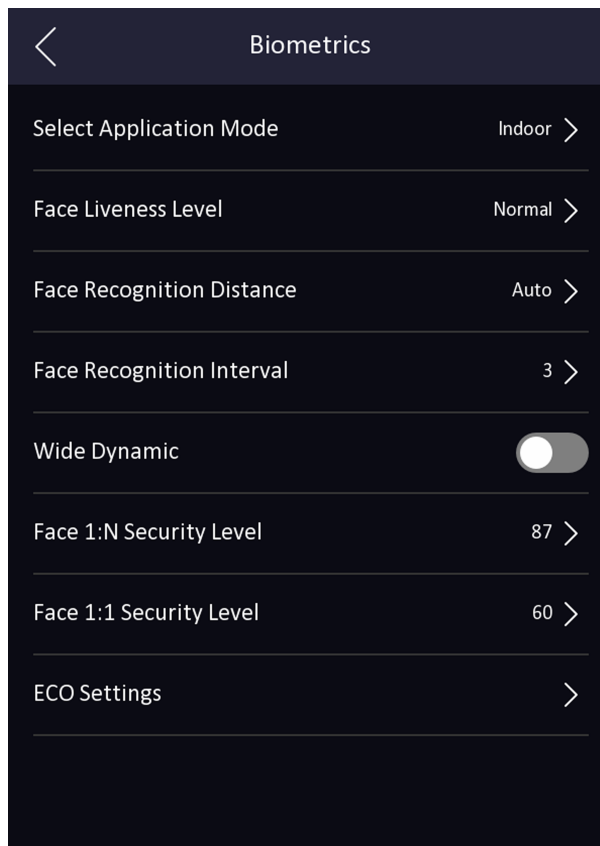 Biometrics
Select Application Mode Indoor
Face Liveness Level Normal
Face Recognition Distance Auto
Face Recognition Interval 3
Wide Dynamic
Face 1:N Security Level 87
Face 1:1 Security Level 60
ECO Settings